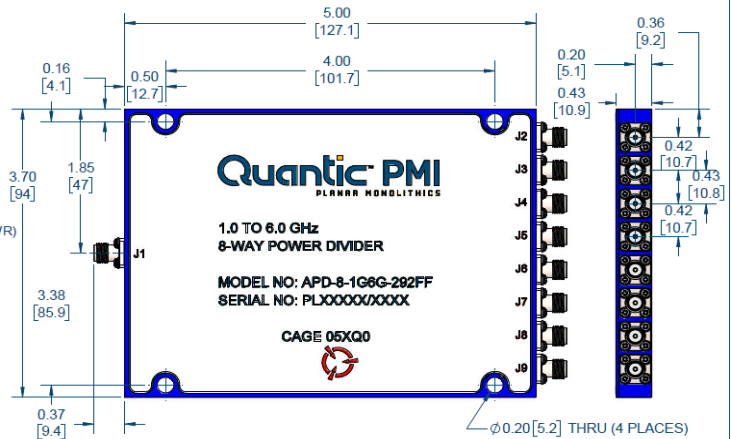 5.00
[127.1]
4.00
[101.7]
0.50
[12.7]
0.16
[4.1]
0.36
[9.2]
0.20
[5.1]
0.43
[10.9]
3.70
[94]
1.85
[47]
J2
J3
J4
J5
J6
J7
J8
J9
J1
0.42
[10.7]
0.43
[10.8]
0.42
[10.7]
Quantic™ PMI
PLANAR MONOLITHICS
1.0 TO 6.0 GHz
8-WAY POWER DIVIDER
MODEL NO: APD-8-1G6G-292FF
SERIAL NO: PLXXXXX/XXXX
CAGE 05XQ0
3.38
[85.9]
0.37
[9.4]
Ø0.20[5.2] THRU (4 PLACES)